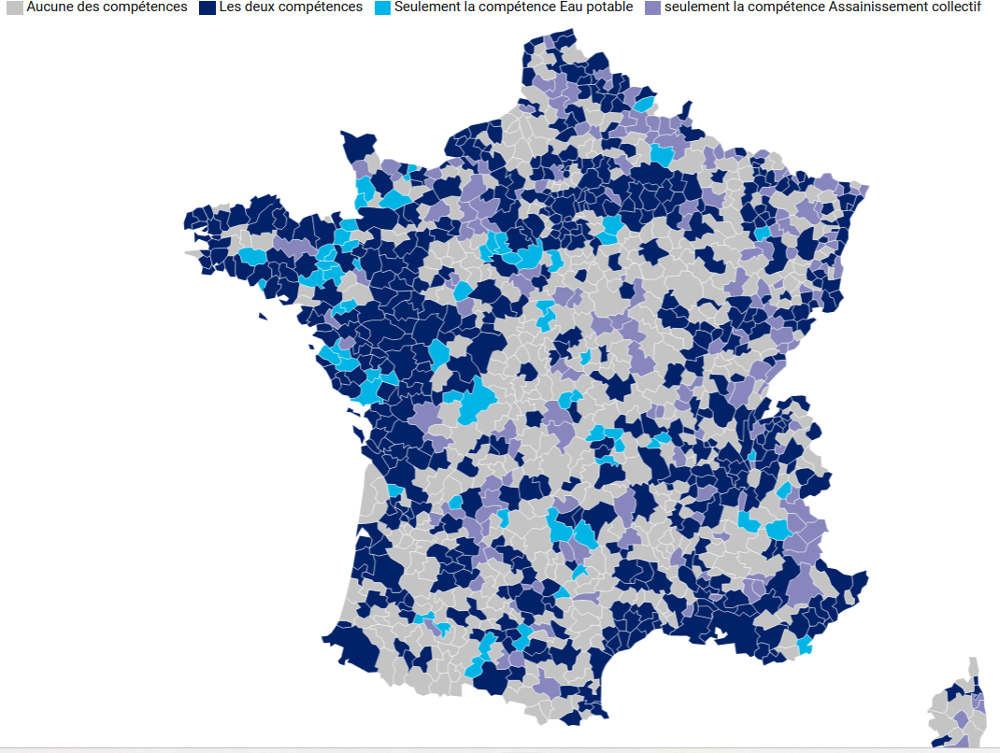 Aucune des compétences Les deux compétences Seulement la compétence Eau potable seulement la compétence Assainissement collectif